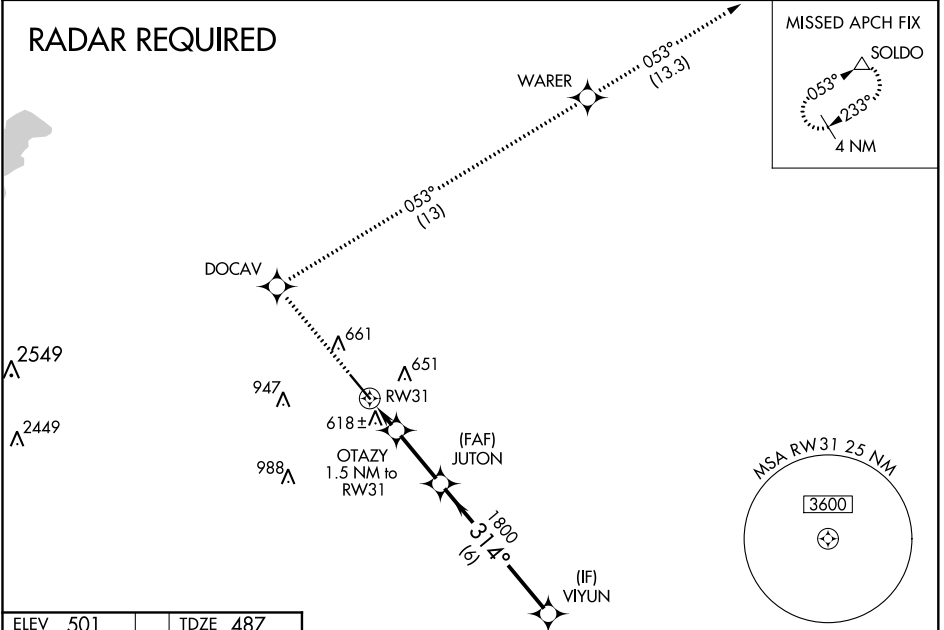 RADAR REQUIRED
MISSED APCH FIX
SOLDO
053°
233°
4 NM
053°
(13.3)
WARER
053°
(13)
DOCAV
661
651
2549
947
RW31
618±
2449
OTAZY
1.5 NM to
RW31
(FAF)
JUTON
988
MSA RW31 25 NM
3600
1800
314°
(6)
(IF)
VIYUN
ELEV 501
TDZE 487